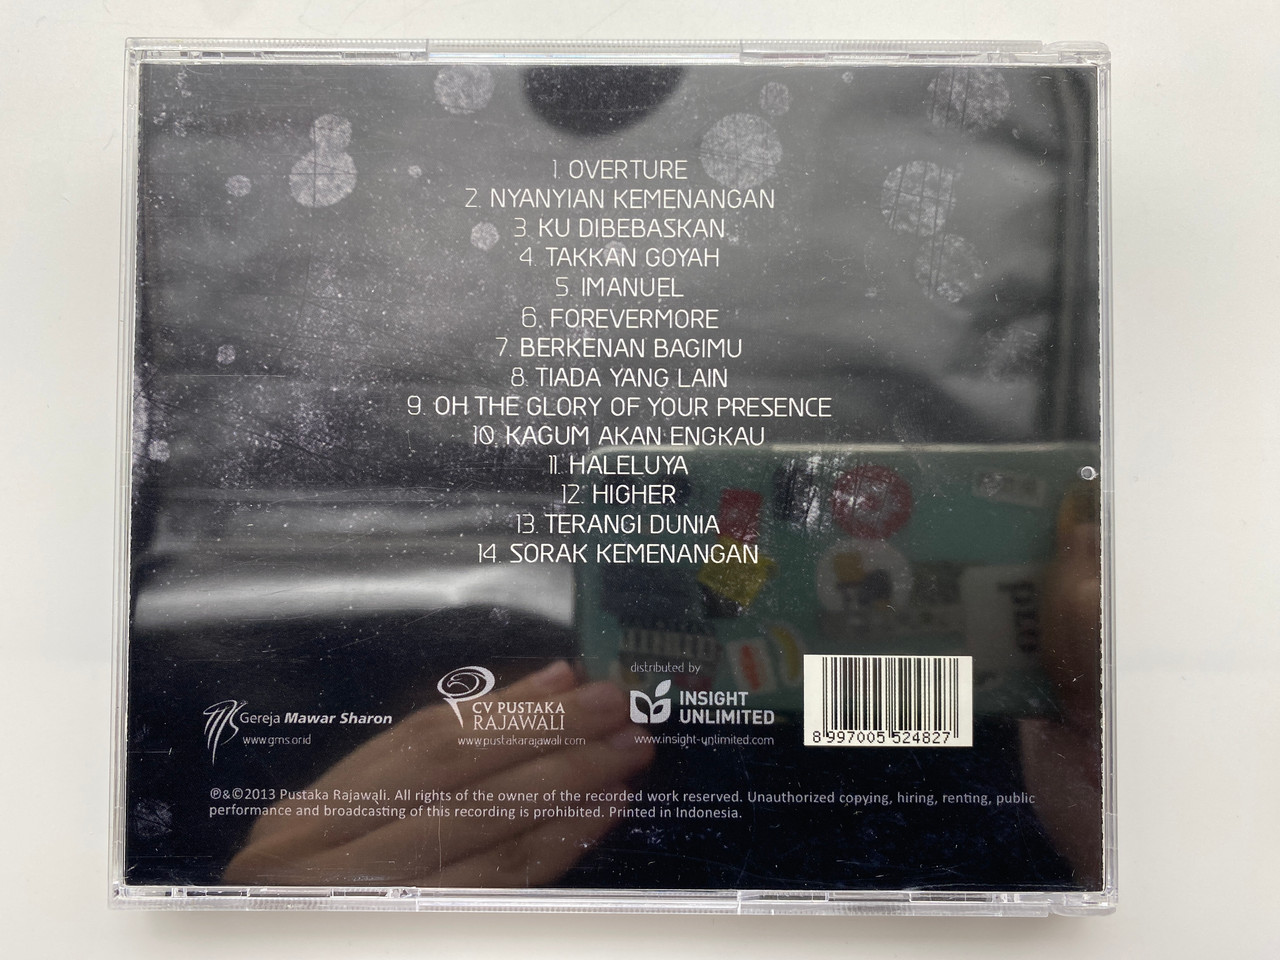 1. OVERTURE
2. NYANYIAN KEMENANGAN
3. KU DIBEBASKAN
4. TAKKAN GOYAH
5. IMANUEL
6. FOREVERMORE
7. BERKENAN BAGIMU
8. TIADA YANG LAIN
9. OH THE GLORY OF YOUR PRESENCE
10. KAGUM AKAN ENGKAU
11. HALELUYA
12. HIGHER
13. TERANGI DUNIA
14. SORAK KEMENANGAN
Gereja Mawar Sharon
www.gms.or.id
CV PUSTAKA
RAJAWALI
www.pustakarajawali.com
distributed by
INSIGHT
UNLIMITED
www.insight-unlimited.com
8 997005 524827
℗&©2013 Pustaka Rajawali. All rights of the owner of the recorded work reserved. Unauthorized copying, hiring, renting, public
performance and broadcasting of this recording is prohibited. Printed in Indonesia.